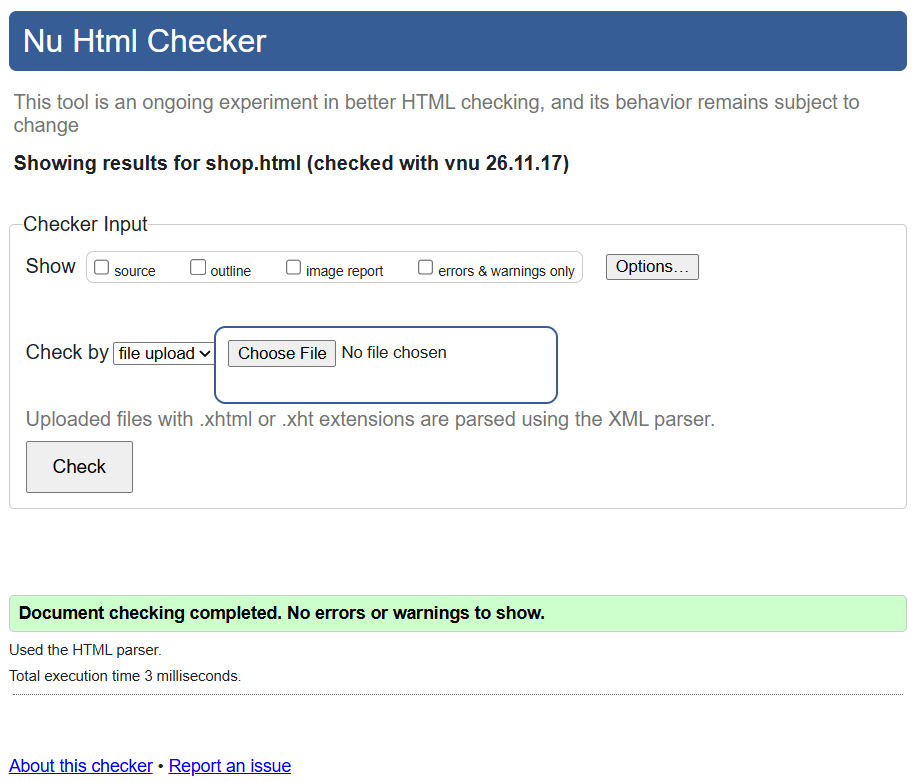 Nu Html Checker
This tool is an ongoing experiment in better HTML checking, and its behavior remains subject to
change
Showing results for shop.html (checked with vnu 26.11.17)
Checker Input
Show source outline image report errors & warnings only Options…
Check by file upload Choose File No file chosen
Uploaded files with .xhtml or .xht extensions are parsed using the XML parser.
Check
Document checking completed. No errors or warnings to show.
Used the HTML parser.
Total execution time 3 milliseconds.
About this checker • Report an issue